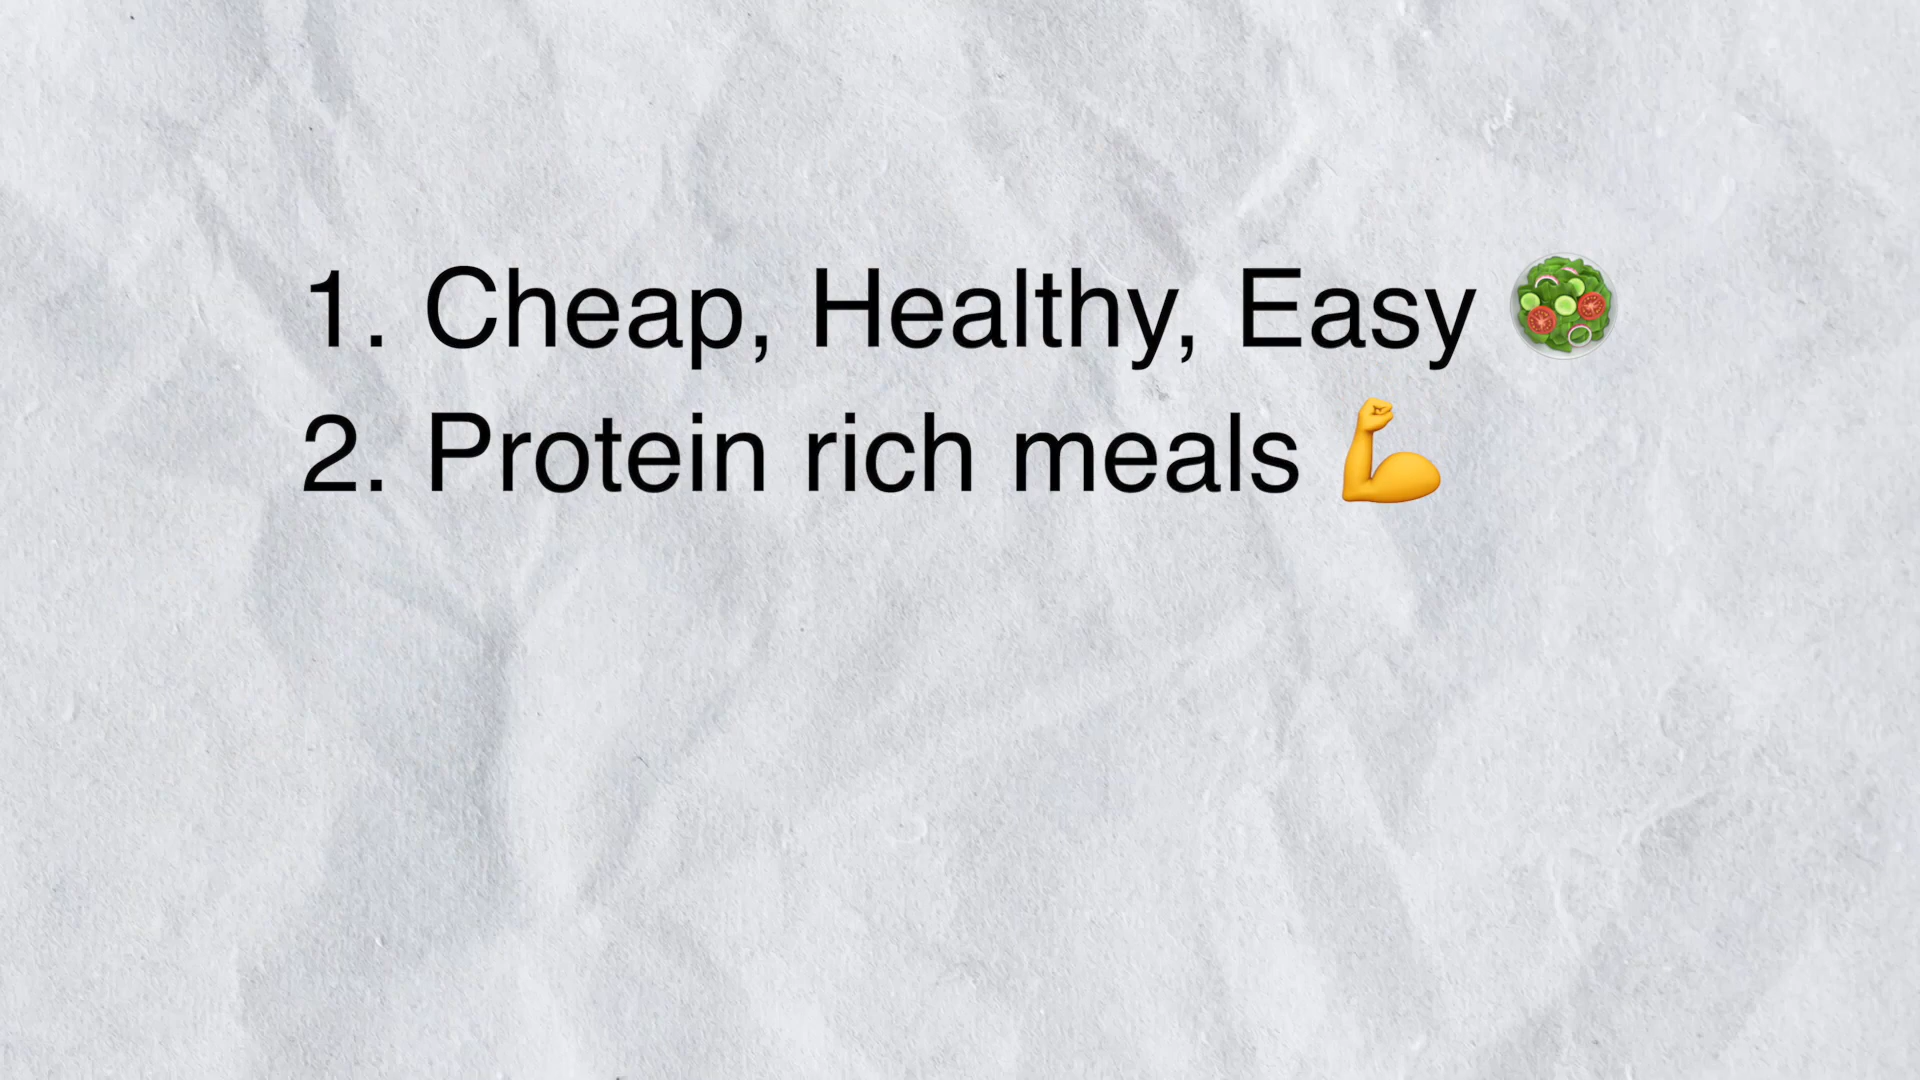 1. Cheap, Healthy, Easy 🥗
2. Protein rich meals 💪